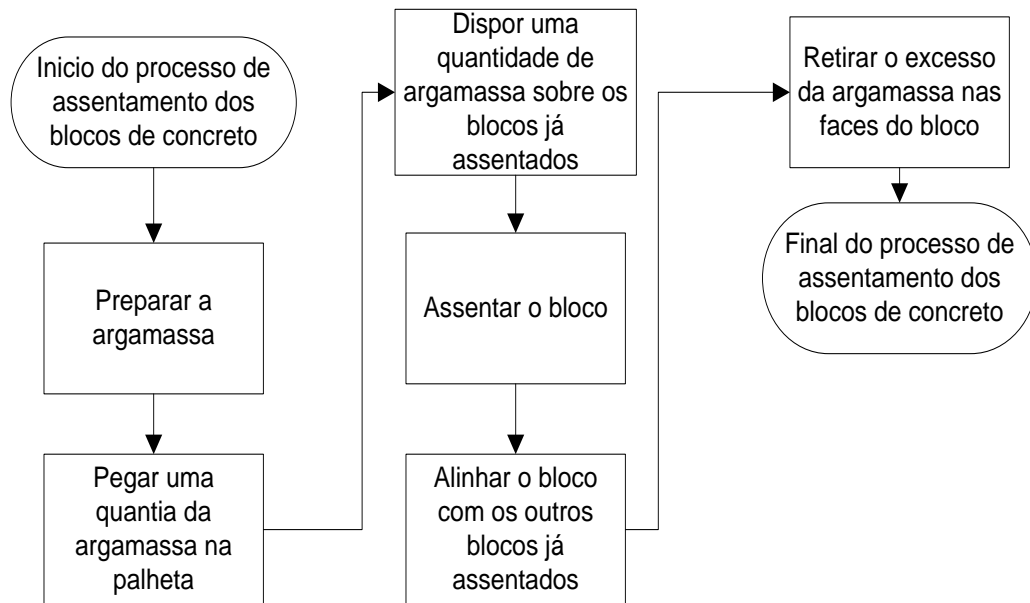 Inicio do processo de
assentamento dos
blocos de concreto
Preparar a
argamassa
Pegar uma
quantia da
argamassa na
palheta
Dispor uma
quantidade de
argamassa sobre os
blocos já
assentados
Assentar o bloco
Alinhar o bloco
com os outros
blocos já
assentados
Retirar o excesso
da argamassa nas
faces do bloco
Final do processo de
assentamento dos
blocos de concreto